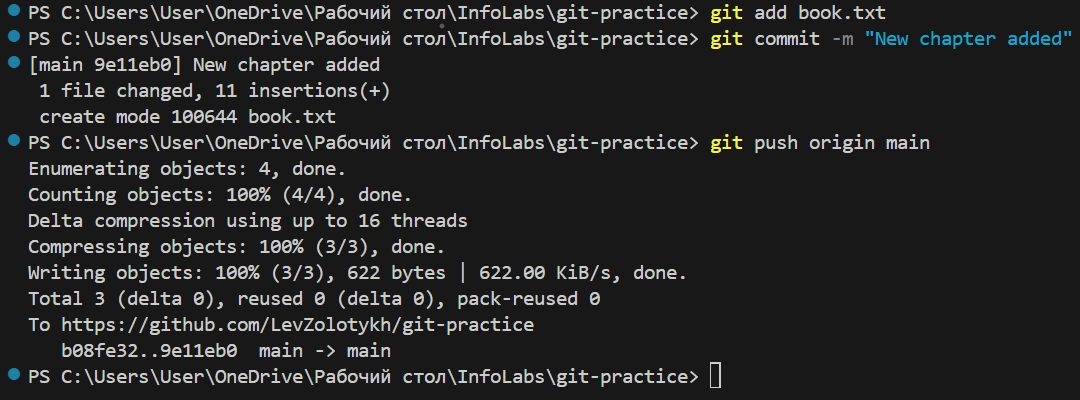 PS C:\Users\User\OneDrive\Рабочий стол\InfoLabs\git-practice> git add book.txt
PS C:\Users\User\OneDrive\Рабочий стол\InfoLabs\git-practice> git commit -m "New chapter added"
[main 9e11eb0] New chapter added
 1 file changed, 11 insertions(+)
 create mode 100644 book.txt
PS C:\Users\User\OneDrive\Рабочий стол\InfoLabs\git-practice> git push origin main
Enumerating objects: 4, done.
Counting objects: 100% (4/4), done.
Delta compression using up to 16 threads
Compressing objects: 100% (3/3), done.
Writing objects: 100% (3/3), 622 bytes | 622.00 KiB/s, done.
Total 3 (delta 0), reused 0 (delta 0), pack-reused 0
To https://github.com/LevZolotykh/git-practice
   b08fe32..9e11eb0  main -> main
PS C:\Users\User\OneDrive\Рабочий стол\InfoLabs\git-practice>